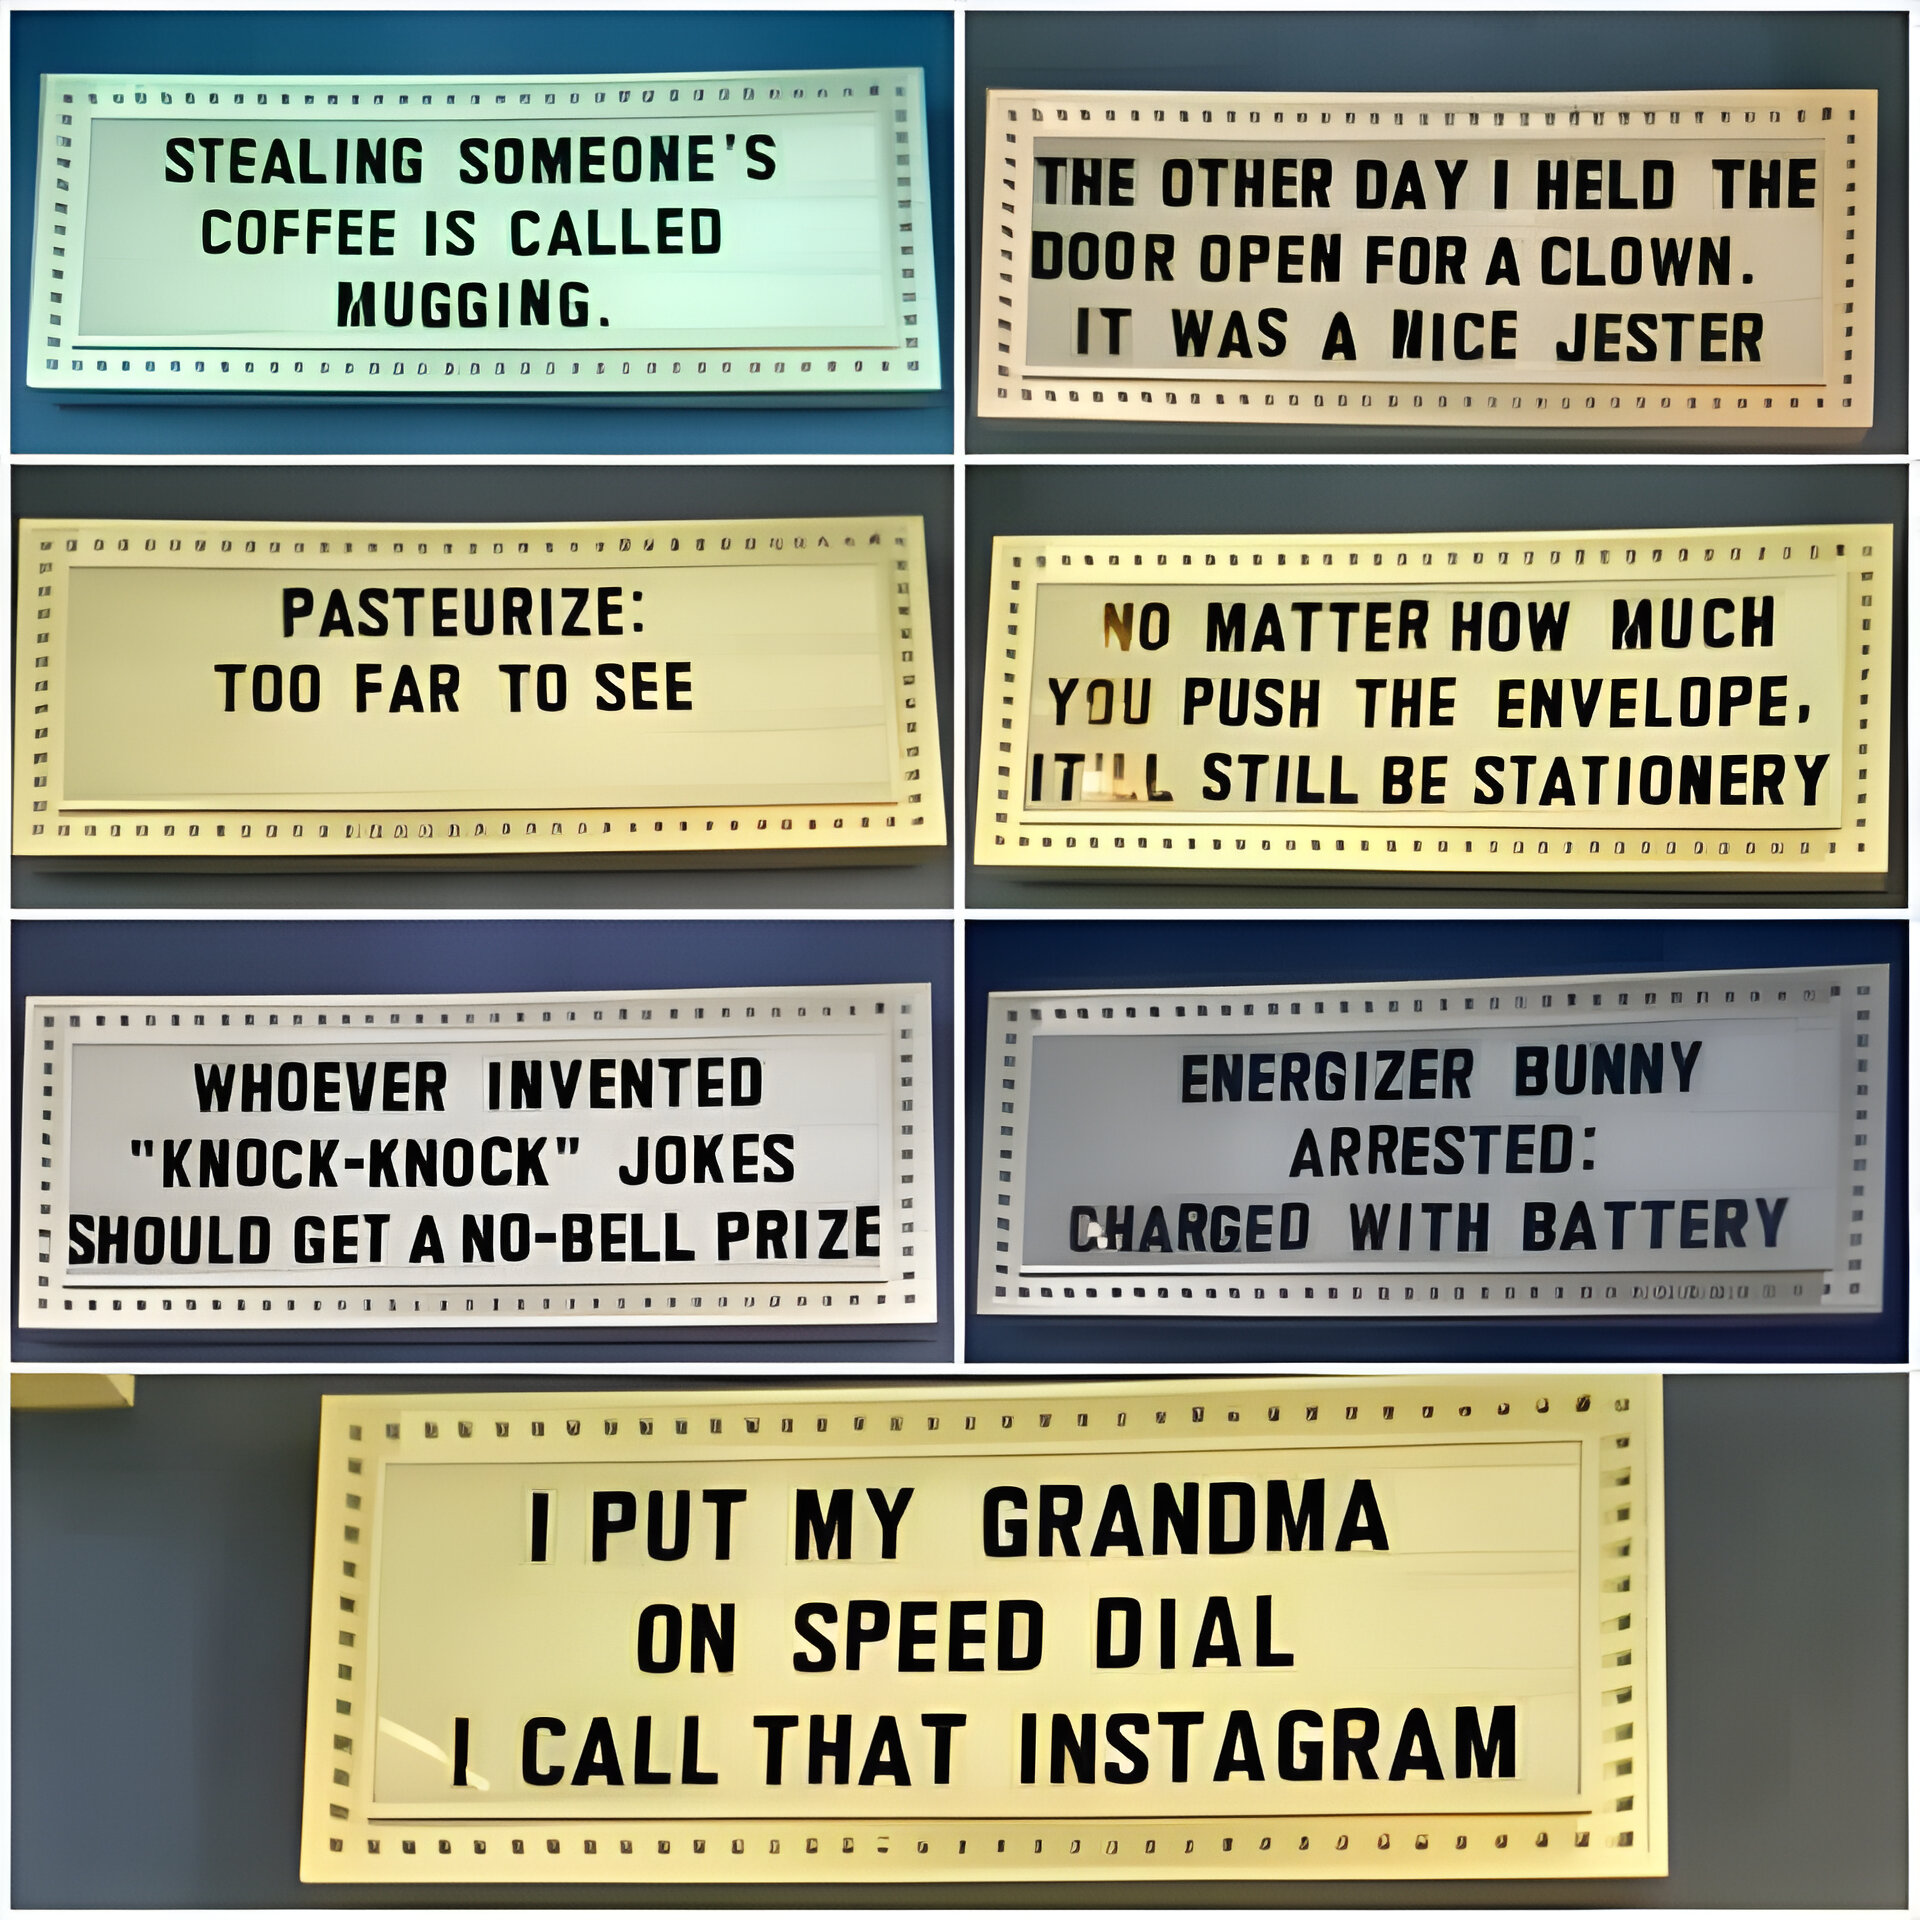 STEALING SOMEONE'S
COFFEE IS CALLED
MUGGING.
THE OTHER DAY I HELD THE
DOOR OPEN FOR A CLOWN.
IT WAS A NICE JESTER
PASTEURIZE:
TOO FAR TO SEE
NO MATTER HOW MUCH
YOU PUSH THE ENVELOPE,
IT'LL STILL BE STATIONERY
WHOEVER INVENTED
"KNOCK-KNOCK" JOKES
SHOULD GET A NO-BELL PRIZE
ENERGIZER BUNNY
ARRESTED:
CHARGED WITH BATTERY
I PUT MY GRANDMA
ON SPEED DIAL
I CALL THAT INSTAGRAM